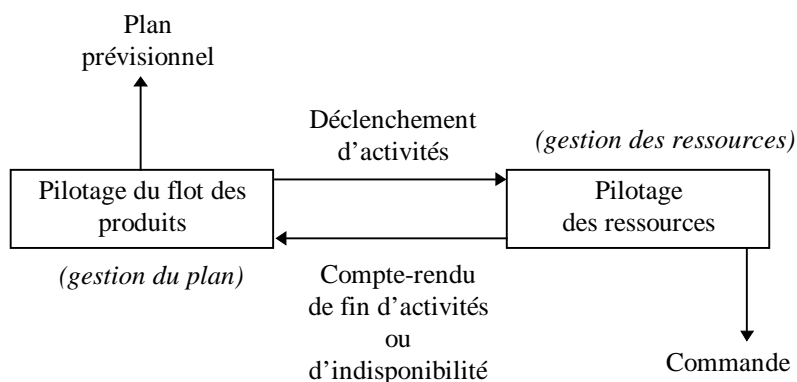 Plan
prévisionnel
Déclenchement
d’activités
(gestion des ressources)
Pilotage du flot des
produits
Pilotage
des ressources
(gestion du plan)
Compte-rendu
de fin d’activités
ou
d’indisponibilité
Commande